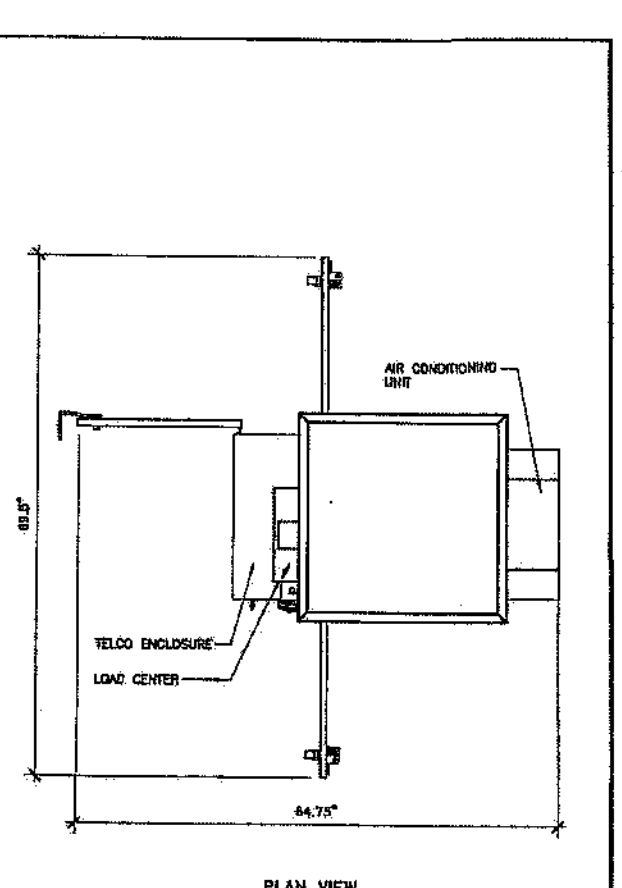 AIR CONDITIONING
UNIT
69.5"
TELCO ENCLOSURE
LOAD CENTER
64.75"
PLAN VIEW